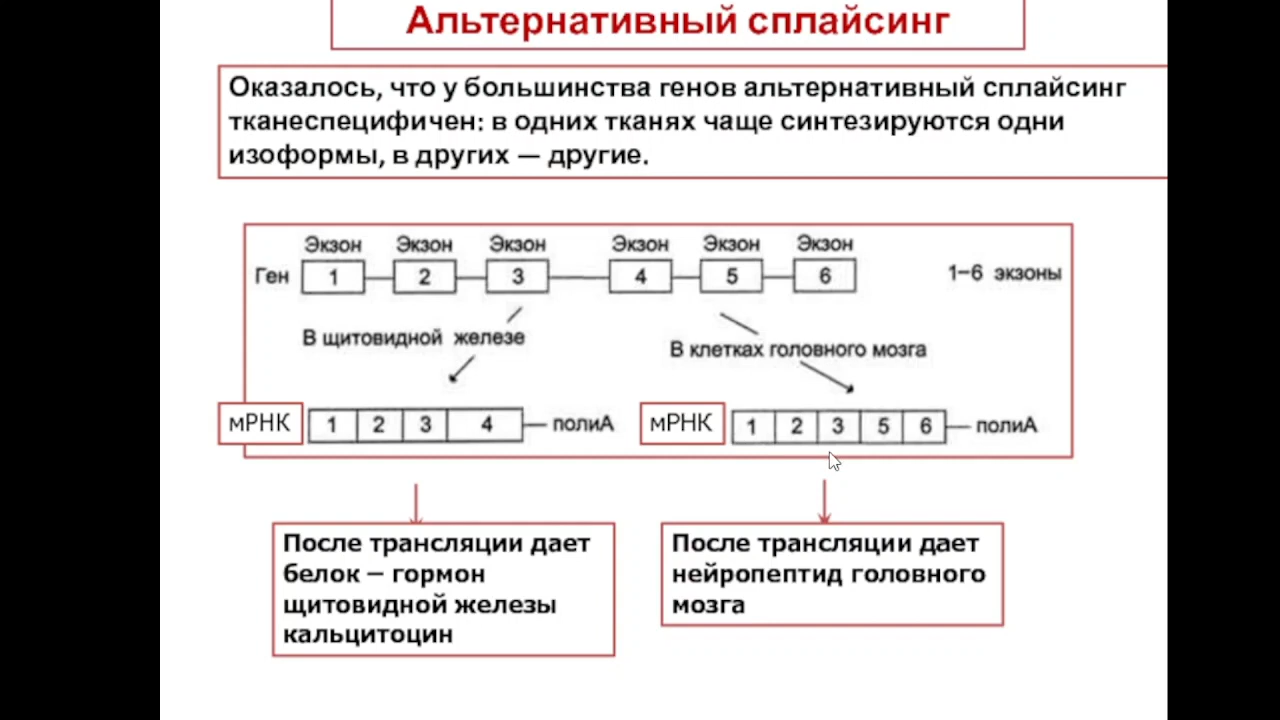 Альтернативный сплайсинг
Оказалось, что у большинства генов альтернативный сплайсинг
тканеспецифичен: в одних тканях чаще синтезируются одни
изоформы, в других — другие.
Экзон Экзон Экзон Экзон Экзон Экзон
Ген 1 2 3 4 5 6 1–6 экзоны
В щитовидной железе
В клетках головного мозга
мРНК 1 2 3 4 полиА мРНК 1 2 3 5 6 полиА
После трансляции дает
белок – гормон
щитовидной железы
кальцитоцин
После трансляции дает
нейропептид головного
мозга